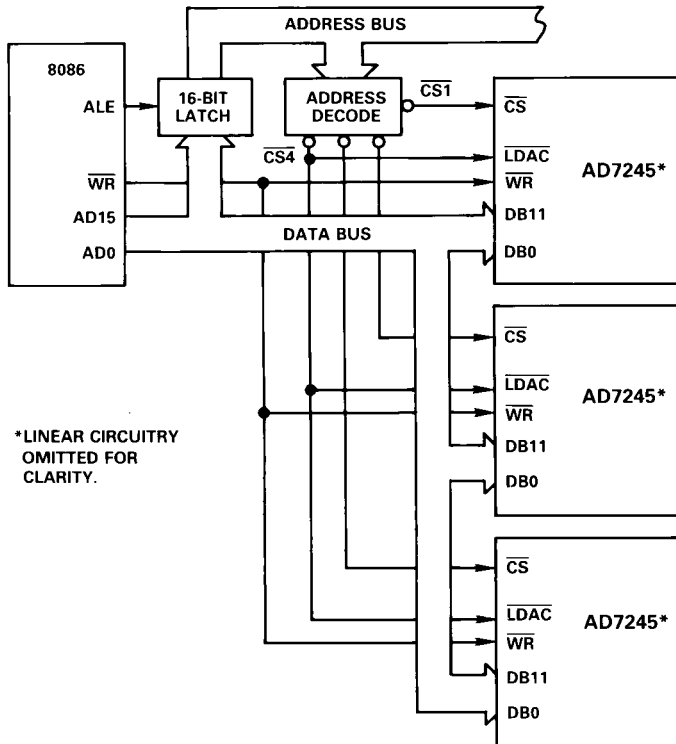 ADDRESS BUS
8086
ALE
WR
AD15
AD0
16-BIT
LATCH
ADDRESS
DECODE
CS1
CS4
DATA BUS
CS
LDAC
WR
DB11
DB0
AD7245*
CS
LDAC
WR
DB11
DB0
AD7245*
CS
LDAC
WR
DB11
DB0
AD7245*
*LINEAR CIRCUITRY
OMITTED FOR
CLARITY.